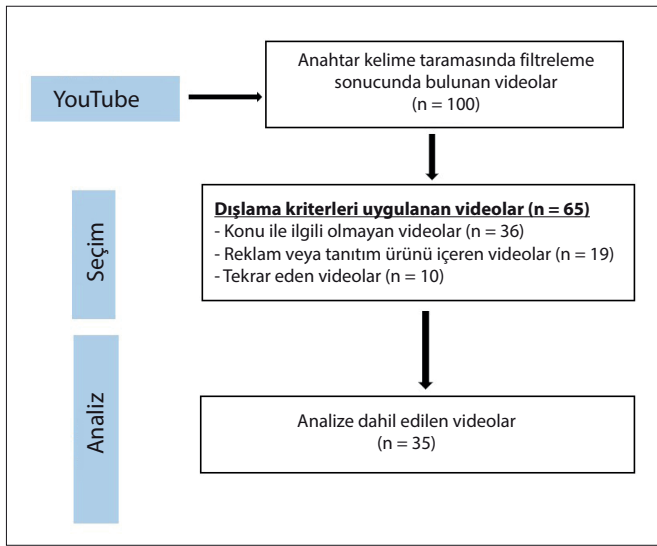 YouTube
Anahtar kelime taramasında filtreleme
sonucunda bulunan videolar
(n = 100)
Seçim
Dışlama kriterleri uygulanan videolar (n = 65)
- Konu ile ilgili olmayan videolar (n = 36)
- Reklam veya tanıtım ürünü içeren videolar (n = 19)
- Tekrar eden videolar (n = 10)
Analiz
Analize dahil edilen videolar
(n = 35)